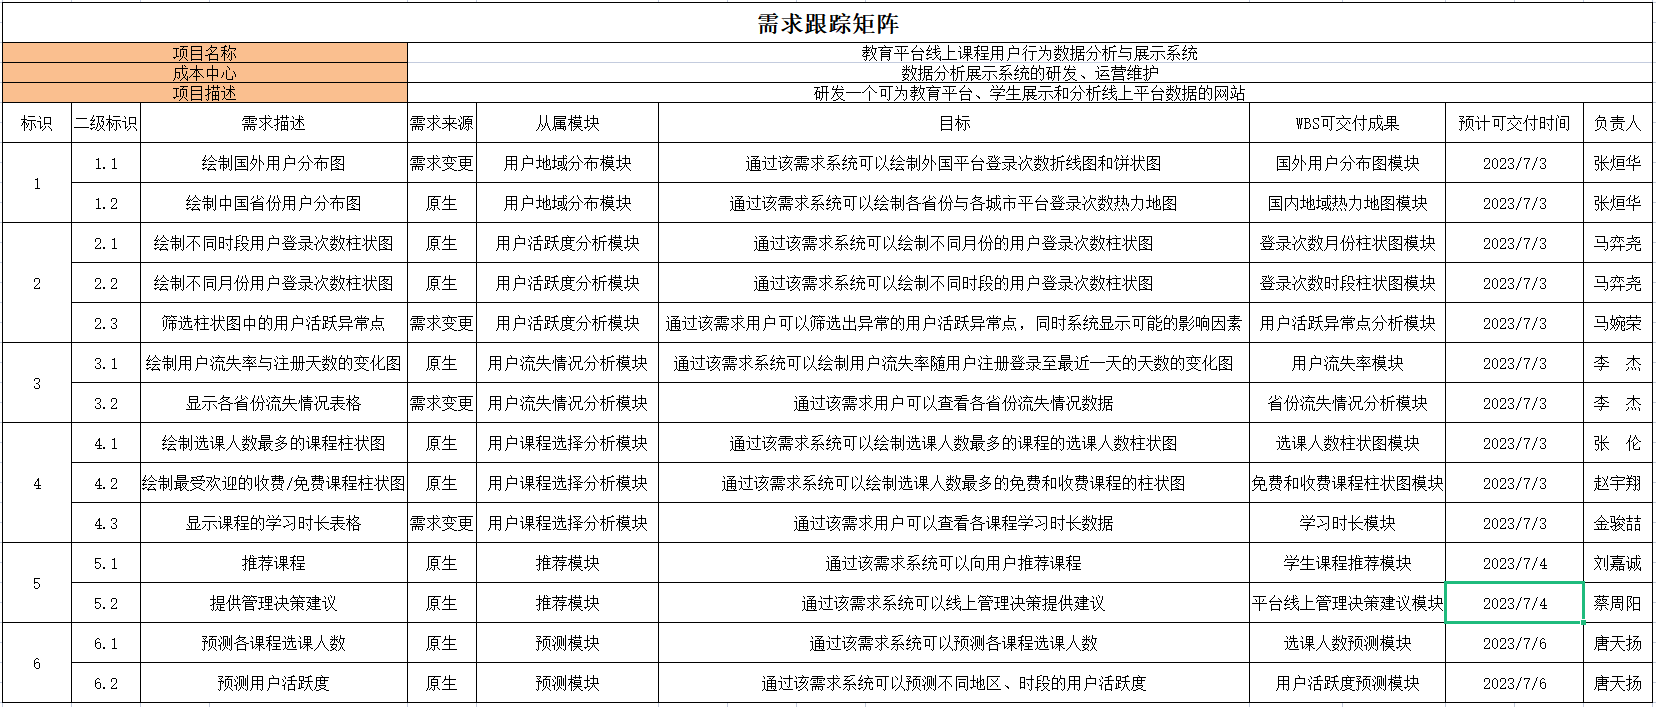 需求跟踪矩阵
项目名称 教育平台线上课程用户行为数据分析与展示系统
成本中心 数据分析展示系统的研发、运营维护
项目描述 研发一个可为教育平台、学生展示和分析线上平台数据的网站
标识 二级标识 需求描述 需求来源 从属模块 目标 WBS可交付成果 预计可交付时间 负责人
1 1.1 绘制国外用户分布图 需求变更 用户地域分布模块 通过该需求系统可以绘制外国平台登录次数折线图和饼状图 国外用户分布图模块 2023/7/3 张烜华
1.2 绘制中国省份用户分布图 原生 用户地域分布模块 通过该需求系统可以绘制各省份与各城市平台登录次数热力地图 国内地域热力地图模块 2023/7/3 张烜华
2 2.1 绘制不同时段用户登录次数柱状图 原生 用户活跃度分析模块 通过该需求系统可以绘制不同月份的用户登录次数柱状图 登录次数月份柱状图模块 2023/7/3 马弈尧
2.2 绘制不同月份用户登录次数柱状图 原生 用户活跃度分析模块 通过该需求系统可以绘制不同时段的用户登录次数柱状图 登录次数时段柱状图模块 2023/7/3 马弈尧
2.3 筛选柱状图中的用户活跃异常点 需求变更 用户活跃度分析模块 通过该需求用户可以筛选出异常的用户活跃异常点，同时系统显示可能的影响因素 用户活跃异常点分析模块 2023/7/3 马婉荣
3 3.1 绘制用户流失率与注册天数的变化图 原生 用户流失情况分析模块 通过该需求系统可以绘制用户流失率随用户注册登录至最近一天的天数的变化图 用户流失率模块 2023/7/3 李 杰
3.2 显示各省份流失情况表格 需求变更 用户流失情况分析模块 通过该需求用户可以查看各省份流失情况数据 省份流失情况分析模块 2023/7/3 李 杰
4 4.1 绘制选课人数最多的课程柱状图 原生 用户课程选择分析模块 通过该需求系统可以绘制选课人数最多的课程的选课人数柱状图 选课人数柱状图模块 2023/7/3 张 伦
4.2 绘制最受欢迎的收费/免费课程柱状图 原生 用户课程选择分析模块 通过该需求系统可以绘制选课人数最多的免费和收费课程的柱状图 免费和收费课程柱状图模块 2023/7/3 赵宇翔
4.3 显示课程的学习时长表格 需求变更 用户课程选择分析模块 通过该需求用户可以查看各课程学习时长数据 学习时长模块 2023/7/3 金骏喆
5 5.1 推荐课程 原生 推荐模块 通过该需求系统可以向用户推荐课程 学生课程推荐模块 2023/7/4 刘嘉诚
5.2 提供管理决策建议 原生 推荐模块 通过该需求系统可以线上管理决策提供建议 平台线上管理决策建议模块 2023/7/4 蔡周阳
6 6.1 预测各课程选课人数 原生 预测模块 通过该需求系统可以预测各课程选课人数 选课人数预测模块 2023/7/6 唐天扬
6.2 预测用户活跃度 原生 预测模块 通过该需求系统可以预测不同地区、时段的用户活跃度 用户活跃度预测模块 2023/7/6 唐天扬